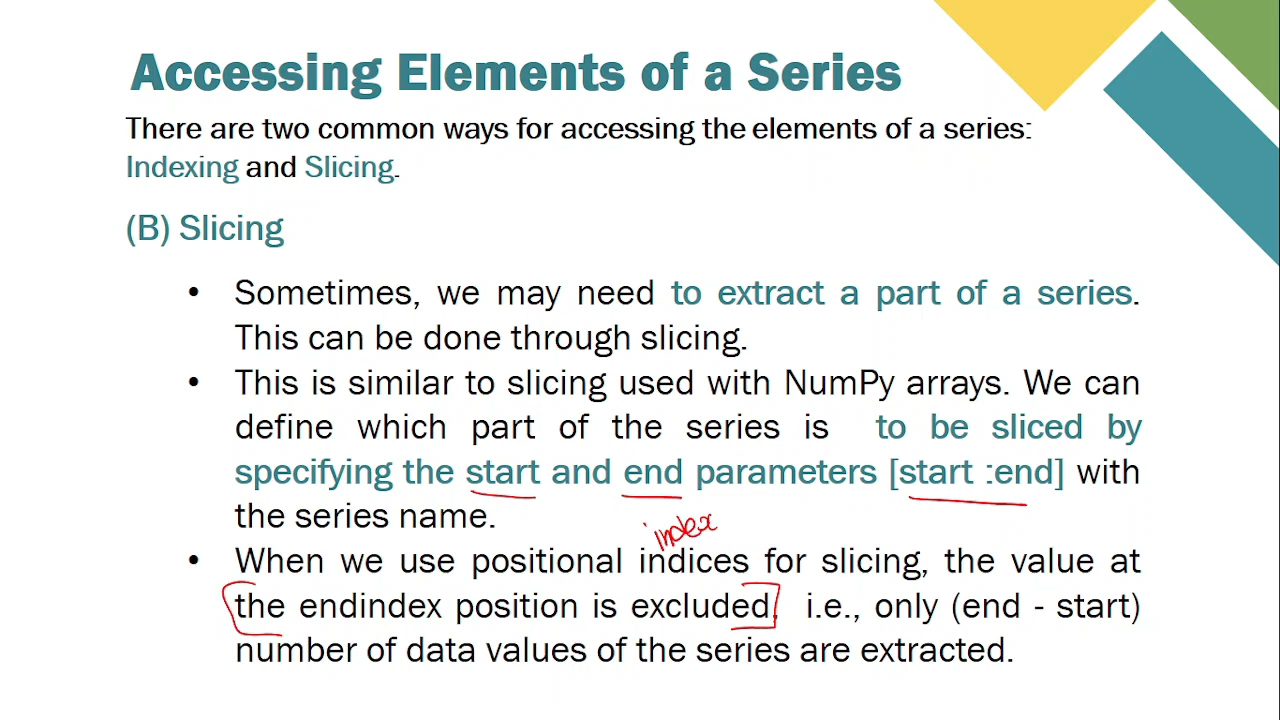 Accessing Elements of a Series
There are two common ways for accessing the elements of a series:
Indexing and Slicing.
(B) Slicing
• Sometimes, we may need to extract a part of a series.
This can be done through slicing.
• This is similar to slicing used with NumPy arrays. We can
define which part of the series is to be sliced by
specifying the start and end parameters [start :end] with
the series name.
index
• When we use positional indices for slicing, the value at
the endindex position is excluded. i.e., only (end - start)
number of data values of the series are extracted.